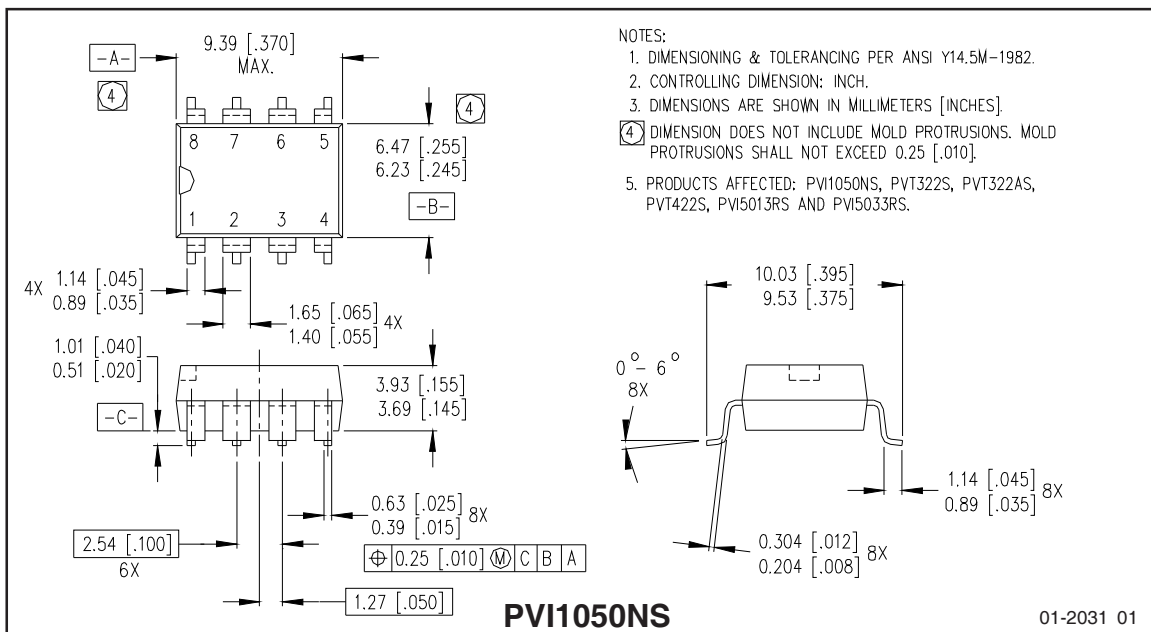 9.39 [.370]
MAX.
-A-
4
4
8 7 6 5
1 2 3 4
6.47 [.255]
6.23 [.245]
-B-
4X 1.14 [.045]
0.89 [.035]
1.65 [.065] 4X
1.40 [.055]
1.01 [.040]
0.51 [.020]
-C-
3.93 [.155]
3.69 [.145]
0.63 [.025] 8X
0.39 [.015]
2.54 [.100]
6X
⌖ 0.25 [.010] Ⓜ C B A
1.27 [.050]
NOTES:
1. DIMENSIONING & TOLERANCING PER ANSI Y14.5M-1982.
2. CONTROLLING DIMENSION: INCH.
3. DIMENSIONS ARE SHOWN IN MILLIMETERS [INCHES].
4 DIMENSION DOES NOT INCLUDE MOLD PROTRUSIONS. MOLD
PROTRUSIONS SHALL NOT EXCEED 0.25 [.010].
5. PRODUCTS AFFECTED: PVI1050NS, PVT322S, PVT322AS,
PVT422S, PVI5013RS AND PVI5033RS.
10.03 [.395]
9.53 [.375]
0° - 6°
8X
1.14 [.045] 8X
0.89 [.035]
0.304 [.012] 8X
0.204 [.008]
PVI1050NS
01-2031 01